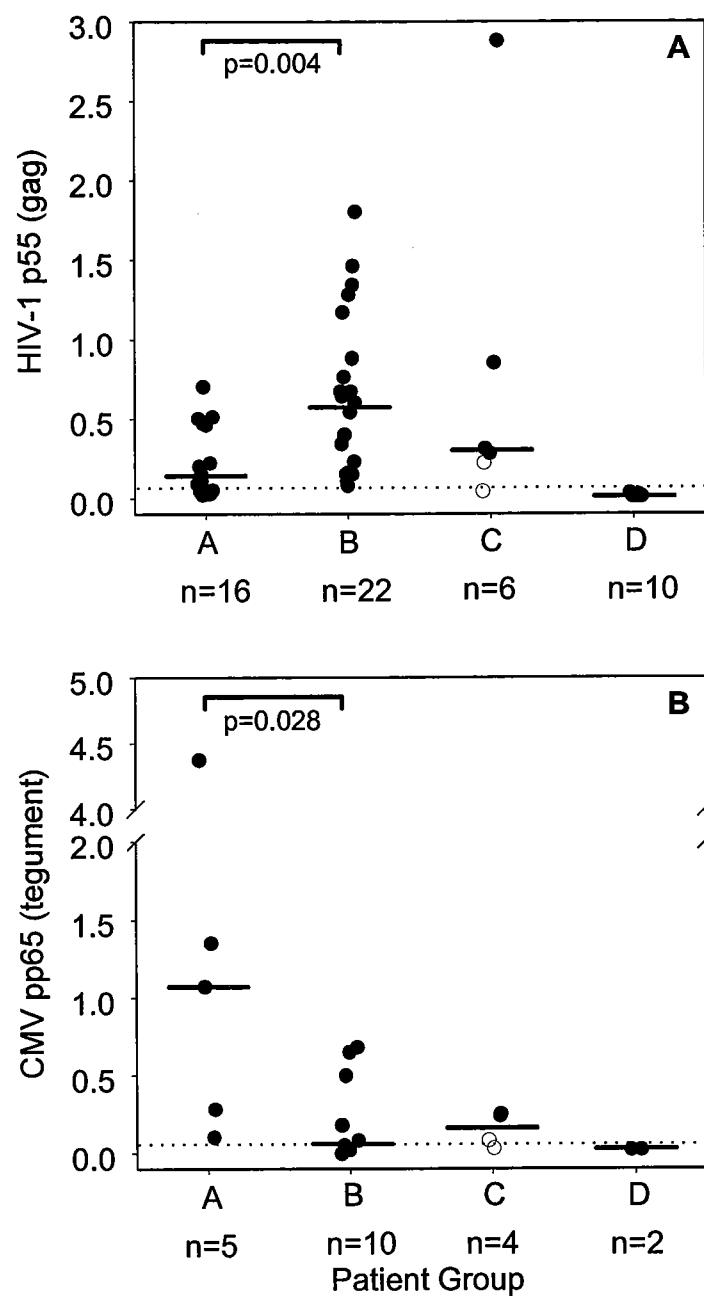 3.0
A
p=0.004
2.5
2.0
1.5
1.0
0.5
0.0
HIV-1 p55 (gag)
A B C D
n=16 n=22 n=6 n=10
5.0
B
p=0.028
4.5
4.0
2.0
1.5
1.0
0.5
0.0
CMV pp65 (tegument)
A B C D
n=5 n=10 n=4 n=2
Patient Group